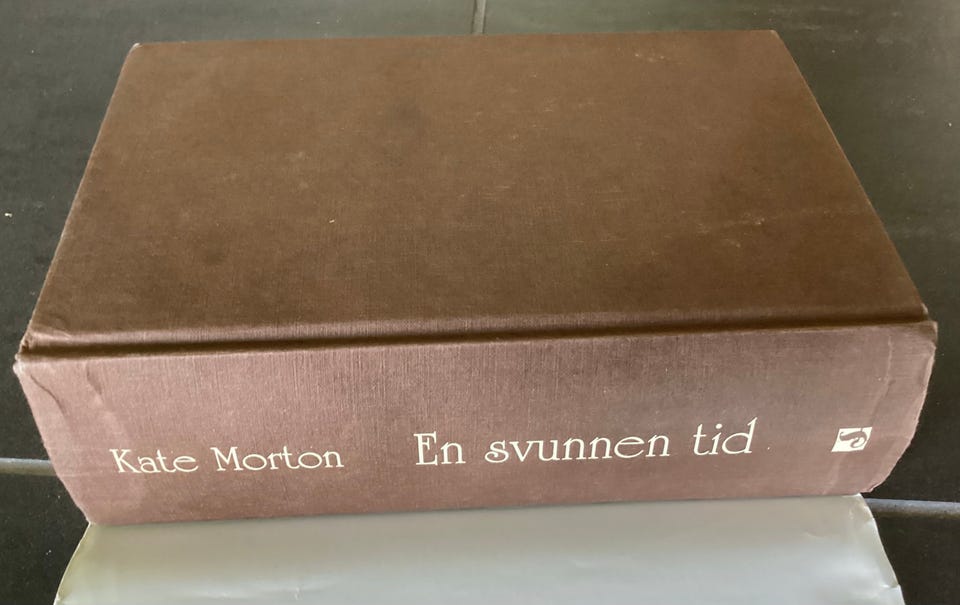 Kate Morton En svunnen tid